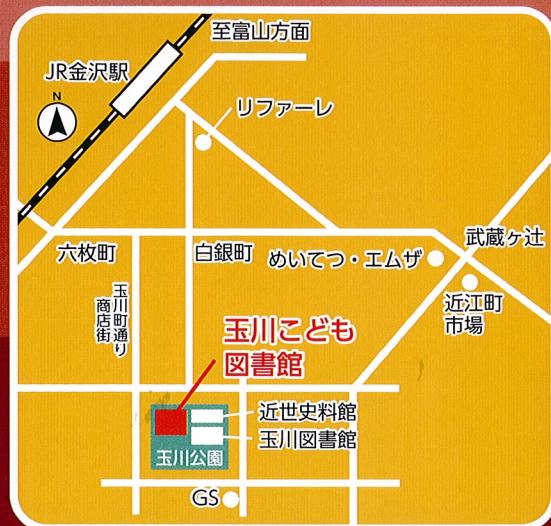 至富山方面
JR金沢駅
N
リファーレ
六枚町
白銀町
めいてつ・エムザ
武蔵ヶ辻
近江町
市場
玉川町通り
商店街
玉川こども
図書館
近世史料館
玉川図書館
玉川公園
GS